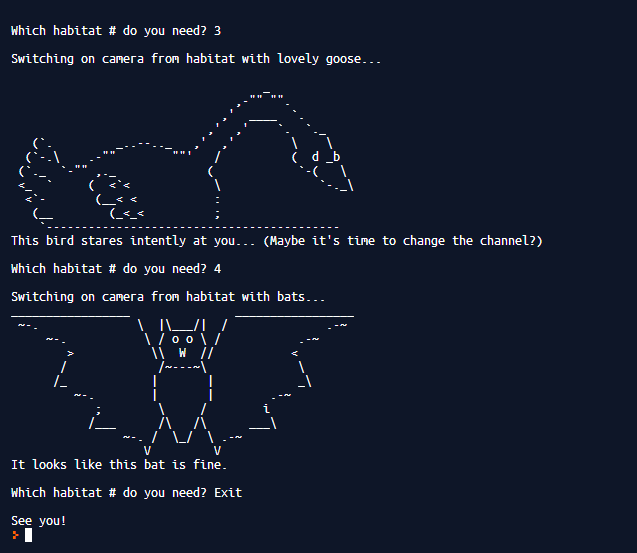 Which habitat # do you need? 3
Switching on camera from habitat with lovely goose...
This bird stares intently at you... (Maybe it's time to change the channel?)
Which habitat # do you need? 4
Switching on camera from habitat with bats...
It looks like this bat is fine.
Which habitat # do you need? Exit
See you!